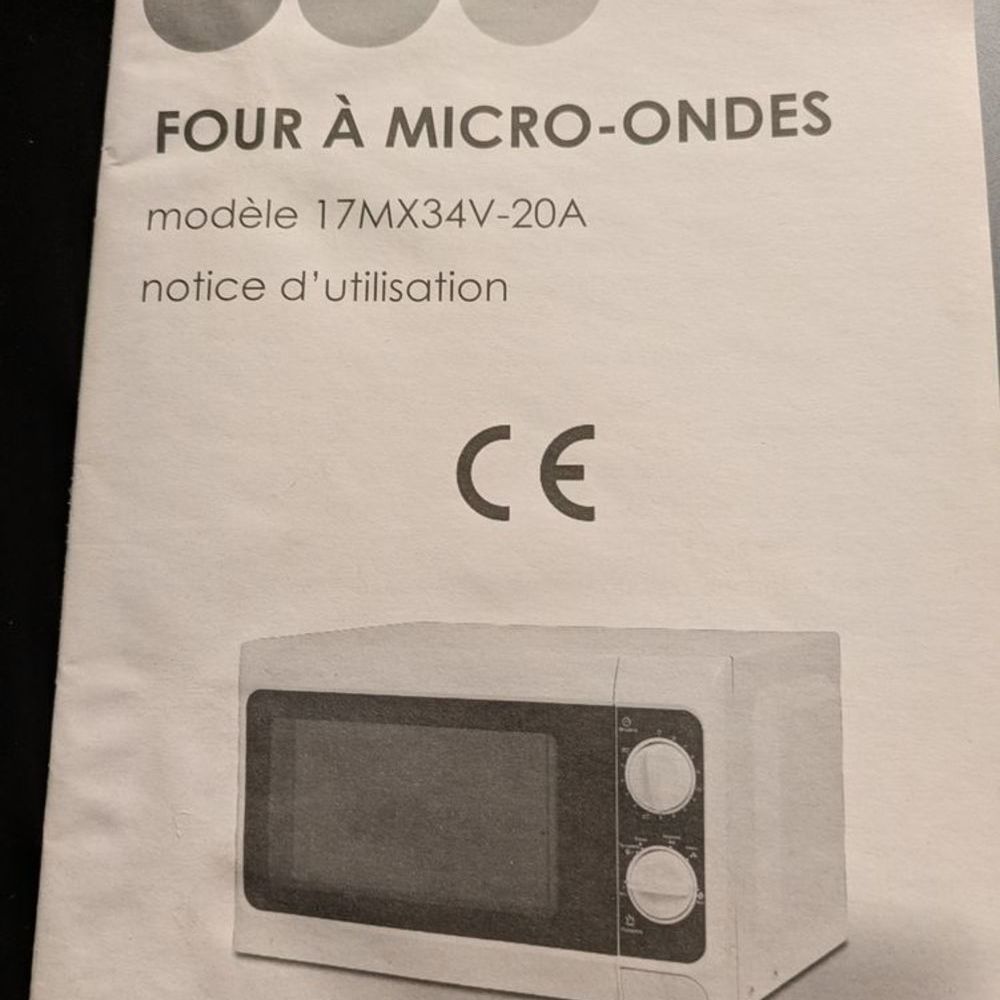 FOUR À MICRO-ONDES
modèle 17MX34V-20A
notice d'utilisation
CE